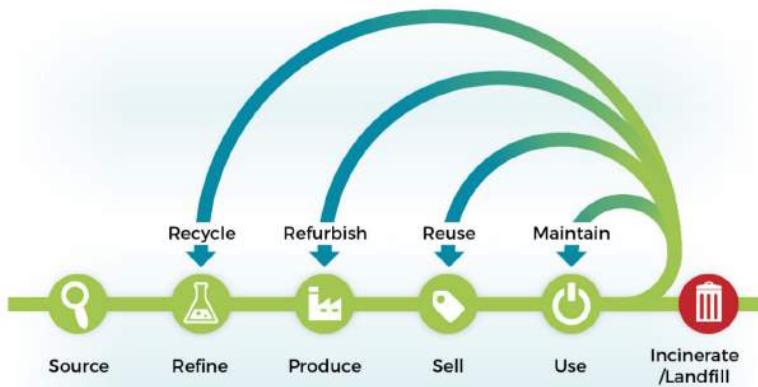 Recycle Refurbish Reuse Maintain
Source Refine Produce Sell Use Incinerate
/Landfill